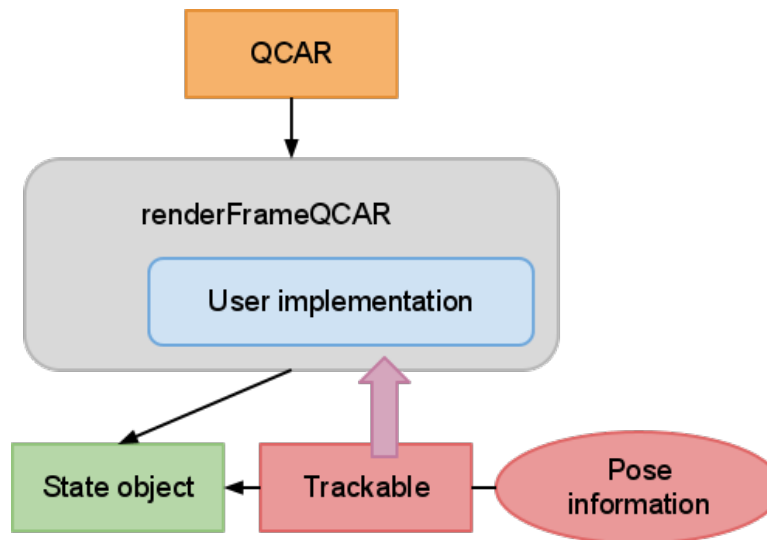 QCAR
renderFrameQCAR
User implementation
State object
Trackable
Pose
information